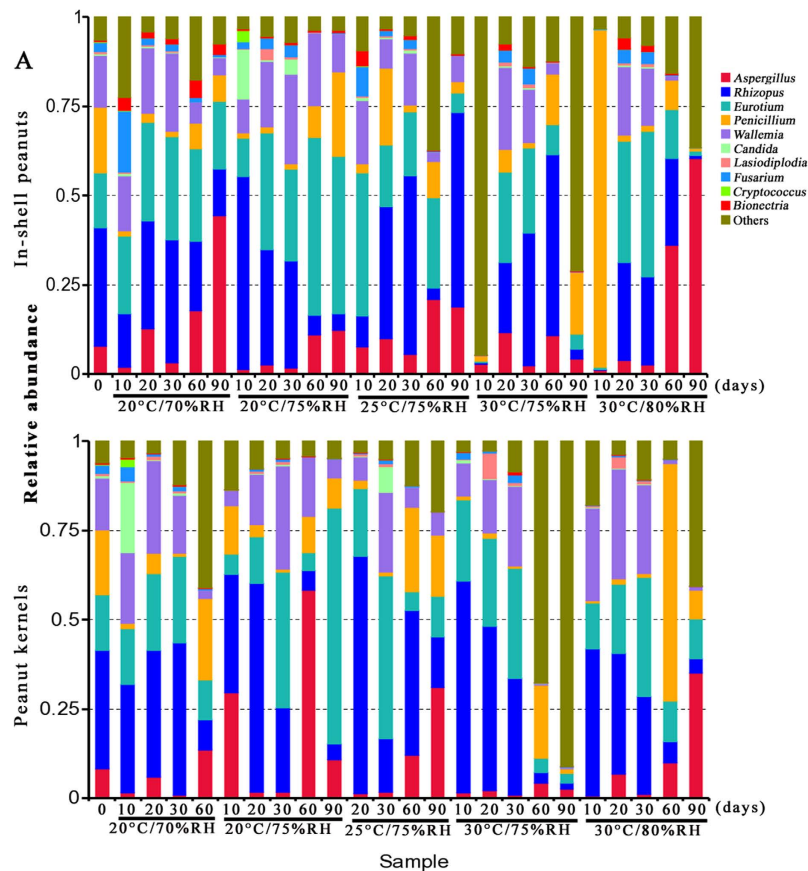 A
In-shell peanuts
Relative abundance
Peanut kernels
1
0.75
0.5
0.25
0
Aspergillus
Rhizopus
Eurotium
Penicillium
Wallemia
Candida
Lasiodiplodia
Fusarium
Cryptococcus
Bionectria
Others
0 10 20 30 60 90 10 20 30 60 90 10 20 30 60 90 10 20 30 60 90 10 20 30 60 90 (days)
20°C/70%RH 20°C/75%RH 25°C/75%RH 30°C/75%RH 30°C/80%RH
1
0.75
0.5
0.25
0
0 10 20 30 60 10 20 30 60 90 20 30 60 90 10 20 30 60 90 10 20 30 60 90 (days)
20°C/70%RH 20°C/75%RH 25°C/75%RH 30°C/75%RH 30°C/80%RH
Sample